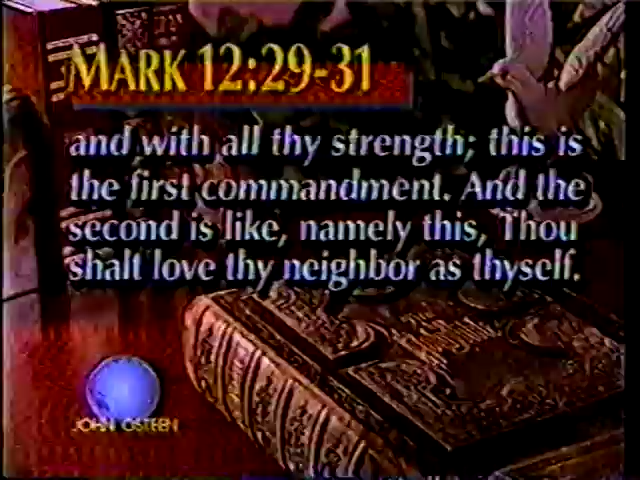 MARK 12:29-31
and with all thy strength; this is
the first commandment. And the
second is like, namely this, Thou
shalt love thy neighbor as thyself.
JOHN OSTEEN